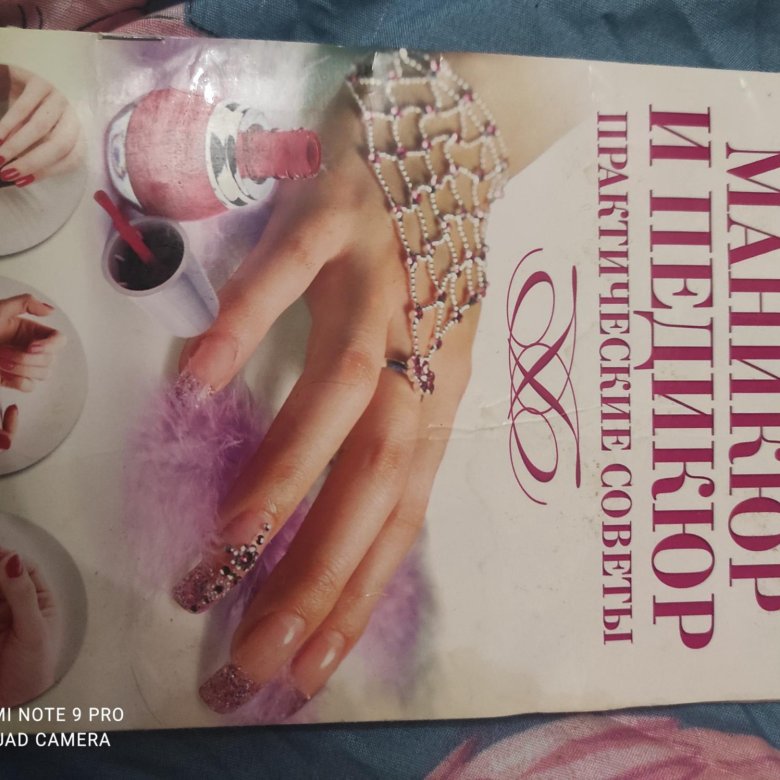 МАНИКЮР
И ПЕДИКЮР
ПРАКТИЧЕСКИЕ СОВЕТЫ
MI NOTE 9 PRO
UAD CAMERA